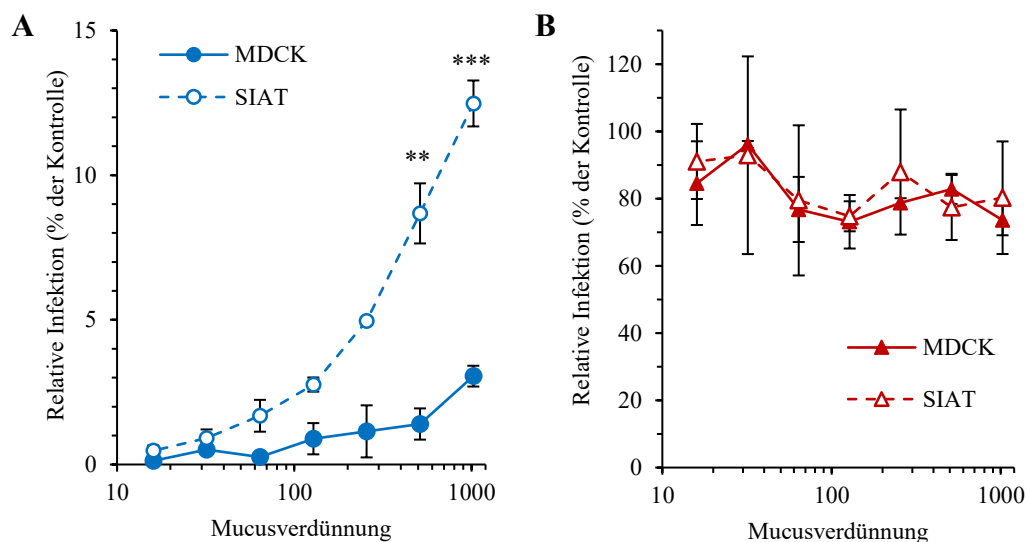 A
Relative Infektion (% der Kontrolle)
15
10
5
0
MDCK
SIAT
**
***
10
100
1000
Mucusverdünnung
B
Relative Infektion (% der Kontrolle)
120
100
80
60
40
20
0
MDCK
SIAT
10
100
1000
Mucusverdünnung